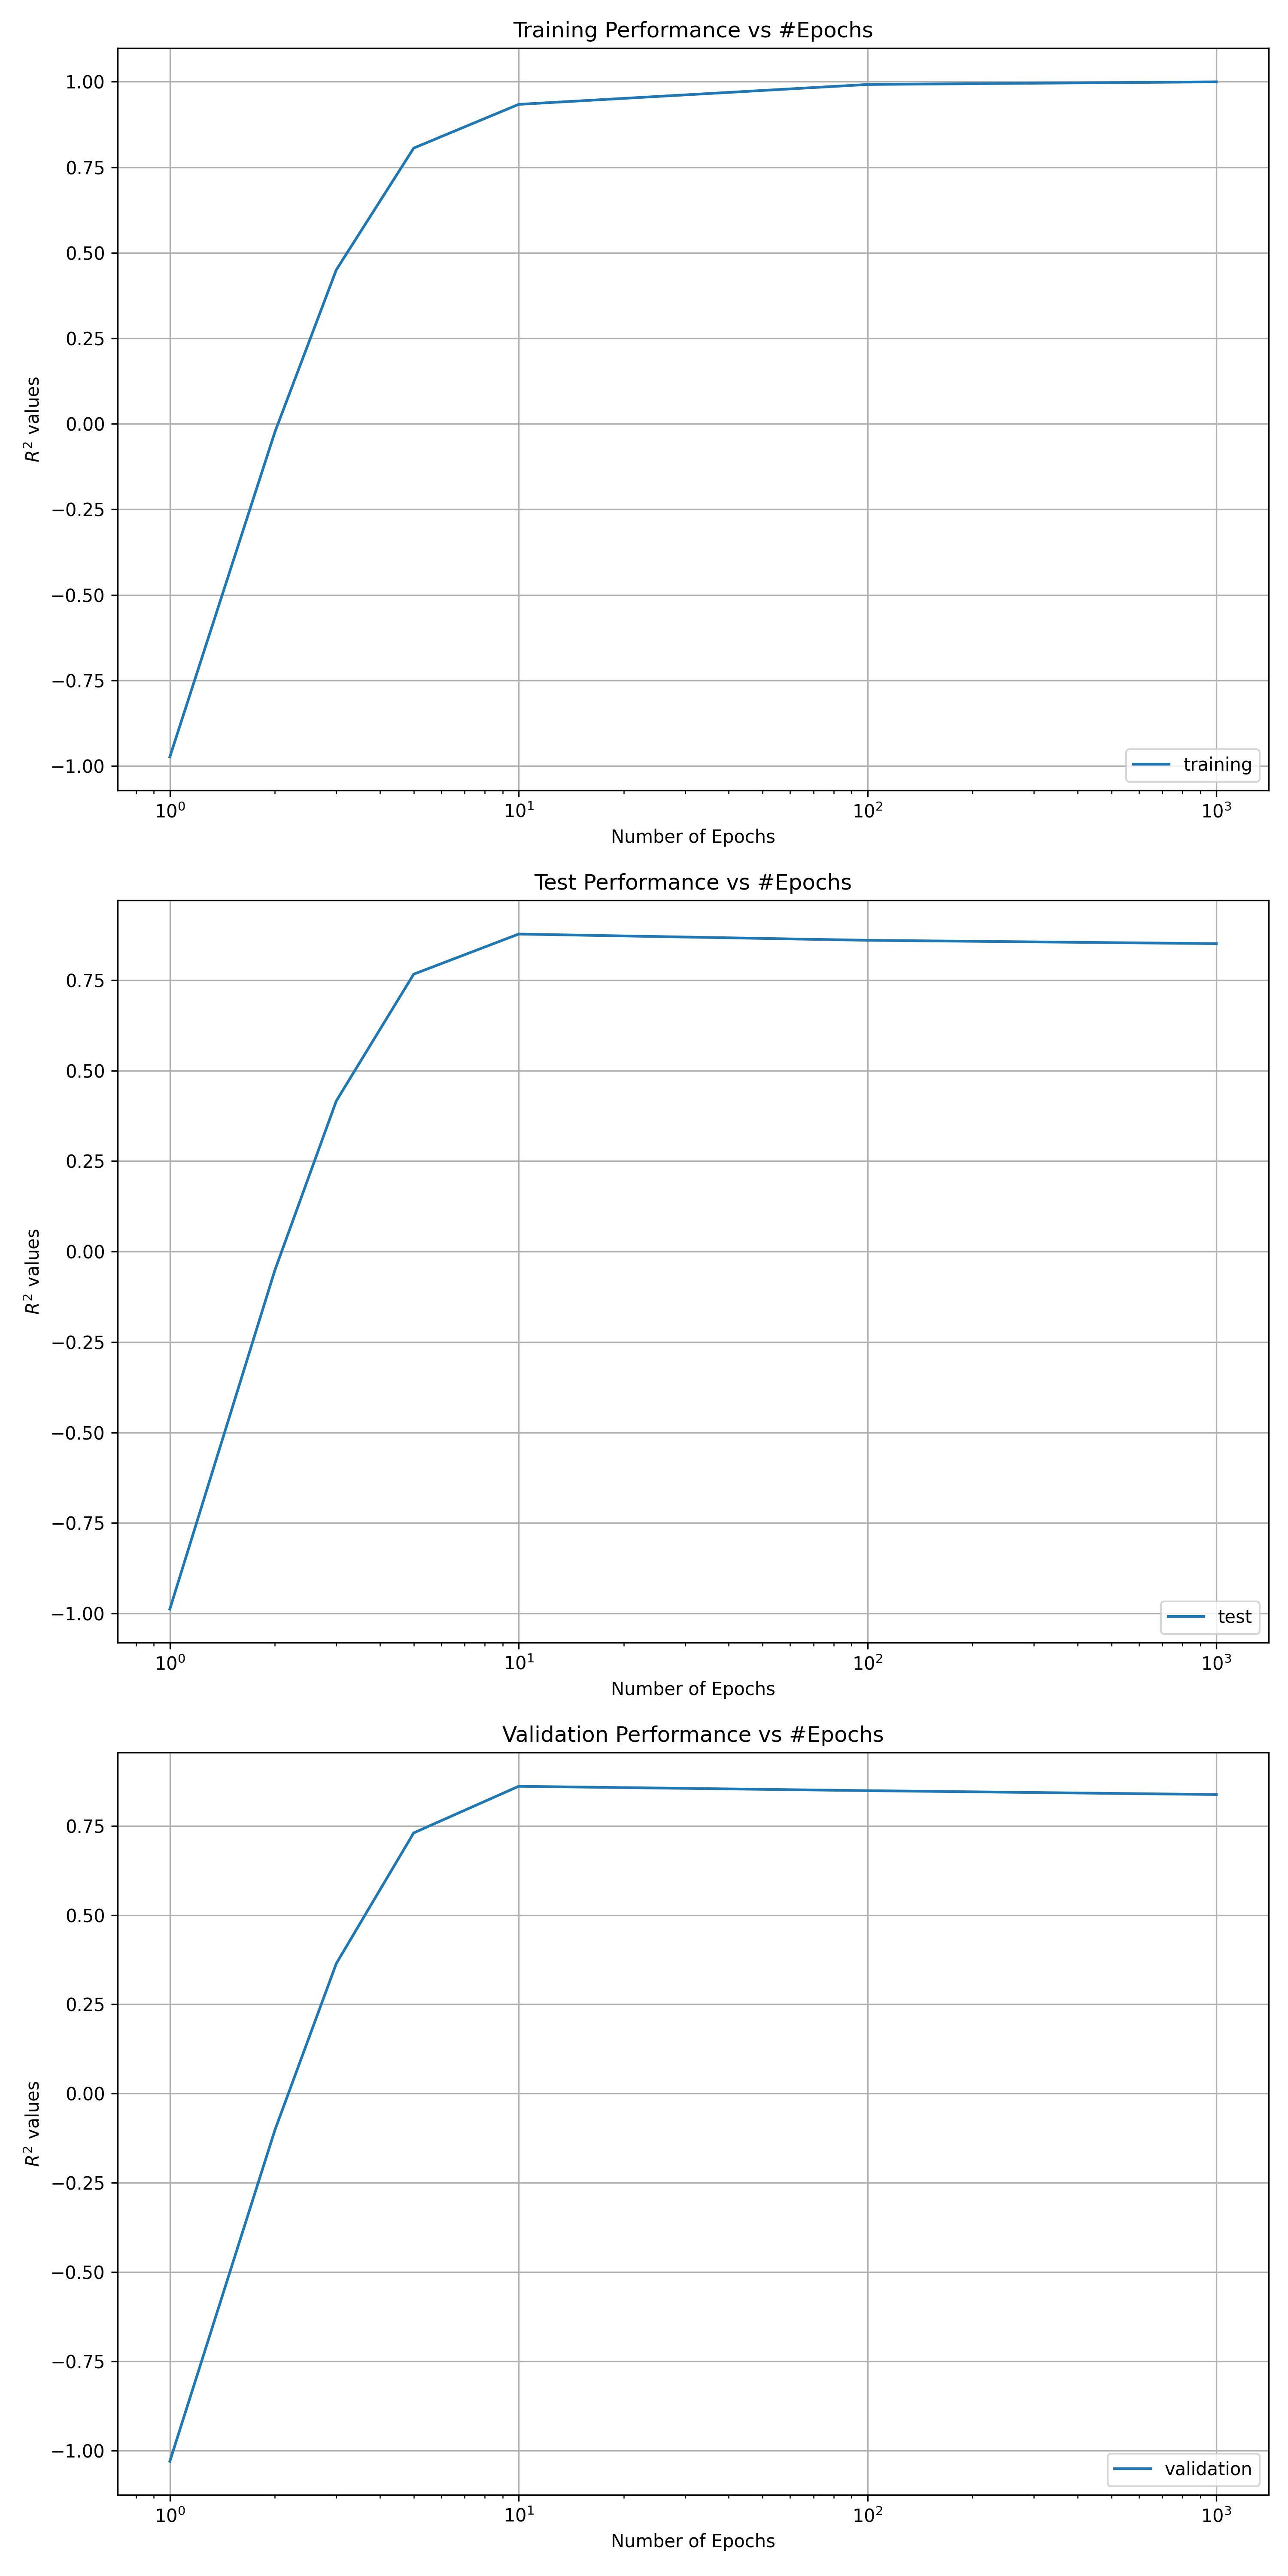 Training Performance vs #Epochs
1.00
0.75
0.50
0.25
0.00
−0.25
−0.50
−0.75
−1.00
R² values
training
10⁰ 10¹ 10² 10³
Number of Epochs
Test Performance vs #Epochs
0.75
0.50
0.25
0.00
−0.25
−0.50
−0.75
−1.00
R² values
test
10⁰ 10¹ 10² 10³
Number of Epochs
Validation Performance vs #Epochs
0.75
0.50
0.25
0.00
−0.25
−0.50
−0.75
−1.00
R² values
validation
10⁰ 10¹ 10² 10³
Number of Epochs